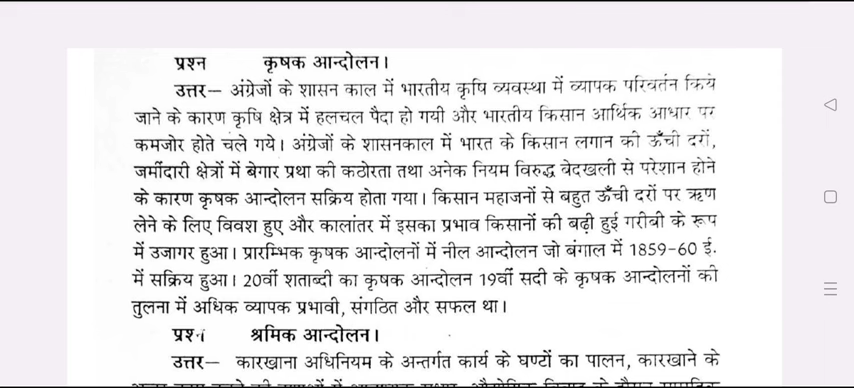 प्रश्न कृषक आन्दोलन।
उत्तर– अंग्रेजों के शासन काल में भारतीय कृषि व्यवस्था में व्यापक परिवर्तन किये
जाने के कारण कृषि क्षेत्र में हलचल पैदा हो गयी और भारतीय किसान आर्थिक आधार पर
कमजोर होते चले गये। अंग्रेजों के शासनकाल में भारत के किसान लगान की ऊँची दरों,
जमींदारी क्षेत्रों में बेगार प्रथा की कठोरता तथा अनेक नियम विरुद्ध बेदखली से परेशान होने
के कारण कृषक आन्दोलन सक्रिय होता गया। किसान महाजनों से बहुत ऊँची दरों पर ऋण
लेने के लिए विवश हुए और कालांतर में इसका प्रभाव किसानों की बढ़ी हुई गरीबी के रूप
में उजागर हुआ। प्रारम्भिक कृषक आन्दोलनों में नील आन्दोलन जो बंगाल में 1859-60 ई.
में सक्रिय हुआ। 20वीं शताब्दी का कृषक आन्दोलन 19वीं सदी के कृषक आन्दोलनों की
तुलना में अधिक व्यापक प्रभावी, संगठित और सफल था।
प्रश्न श्रमिक आन्दोलन।
उत्तर– कारखाना अधिनियम के अन्तर्गत कार्य के घण्टों का पालन, कारखाने के